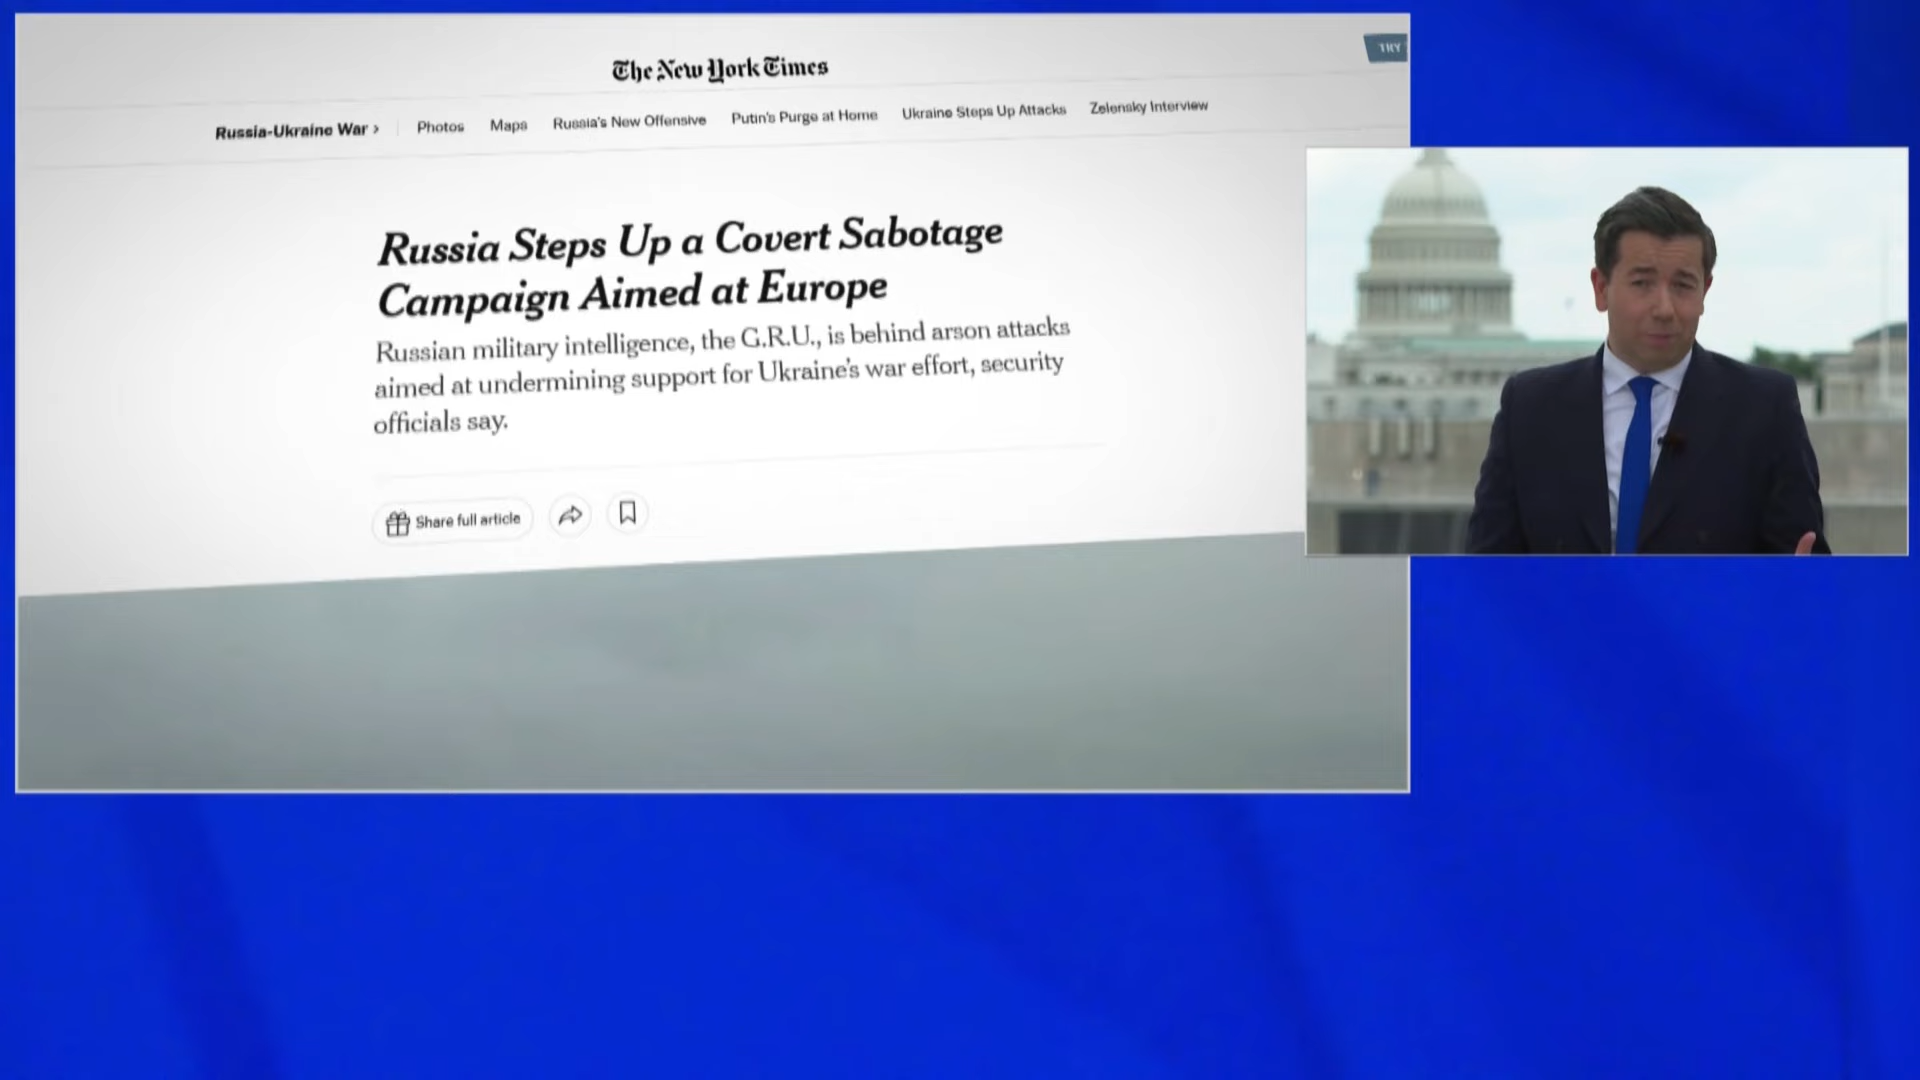 The New York Times
TRY
Russia-Ukraine War >
Photos
Maps
Russia's New Offensive
Putin's Purge at Home
Ukraine Steps Up Attacks
Zelensky Interview
Russia Steps Up a Covert Sabotage
Campaign Aimed at Europe
Russian military intelligence, the G.R.U., is behind arson attacks
aimed at undermining support for Ukraine's war effort, security
officials say.
Share full article